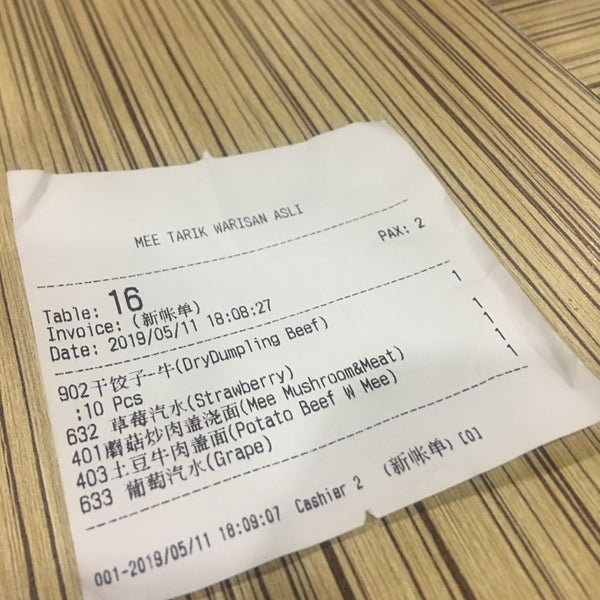 MEE TARIK WARISAN ASLI
PAX: 2
Table: 16
Invoice: (新帐单)
Date: 2019/05/11 18:08:27
902干饺子-牛(DryDumpling Beef) 1
:10 Pcs
632 草莓汽水(Strawberry) 1
401蘑菇炒肉盖浇面(Mee Mushroom&Meat) 1
403土豆牛肉盖面(Potato Beef W Mee) 1
633 葡萄汽水(Grape) 1
001-2019/05/11 18:09:07 Cashier 2 (新帐单)[0]